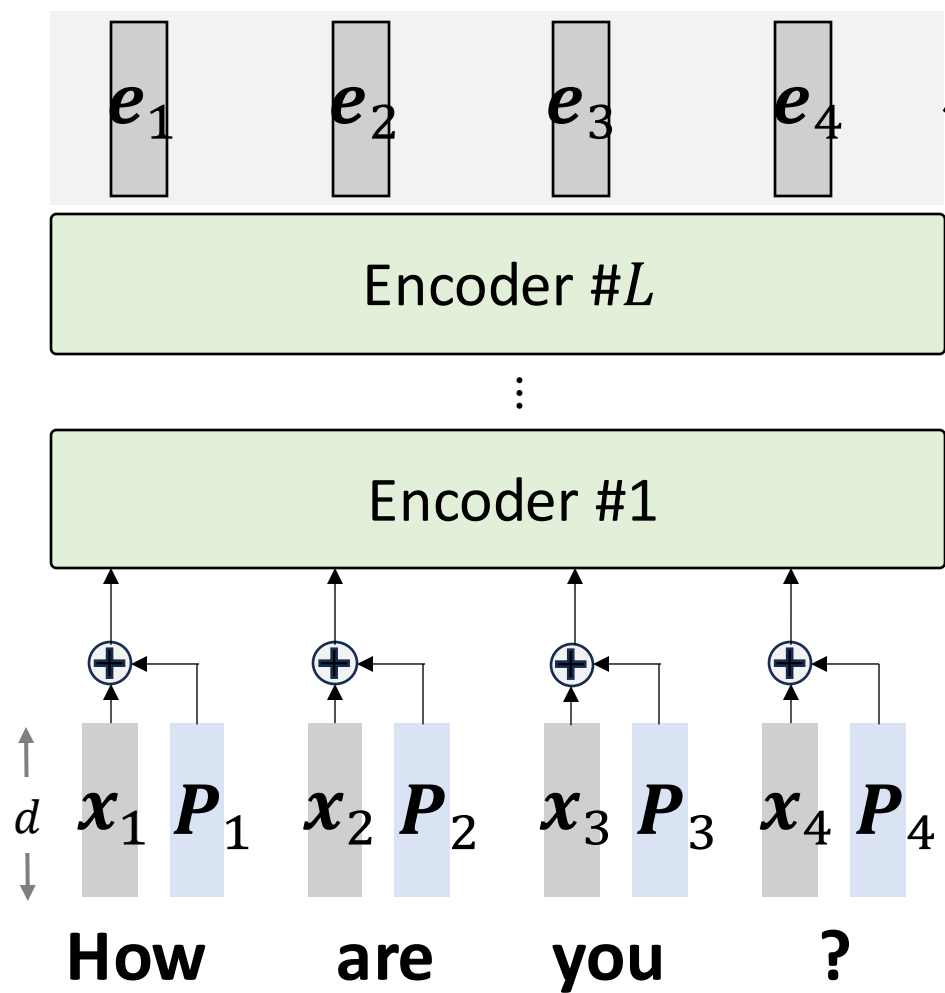 e₁ e₂ e₃ e₄
Encoder #L
⋮
Encoder #1
d x₁ P₁ x₂ P₂ x₃ P₃ x₄ P₄
How are you ?